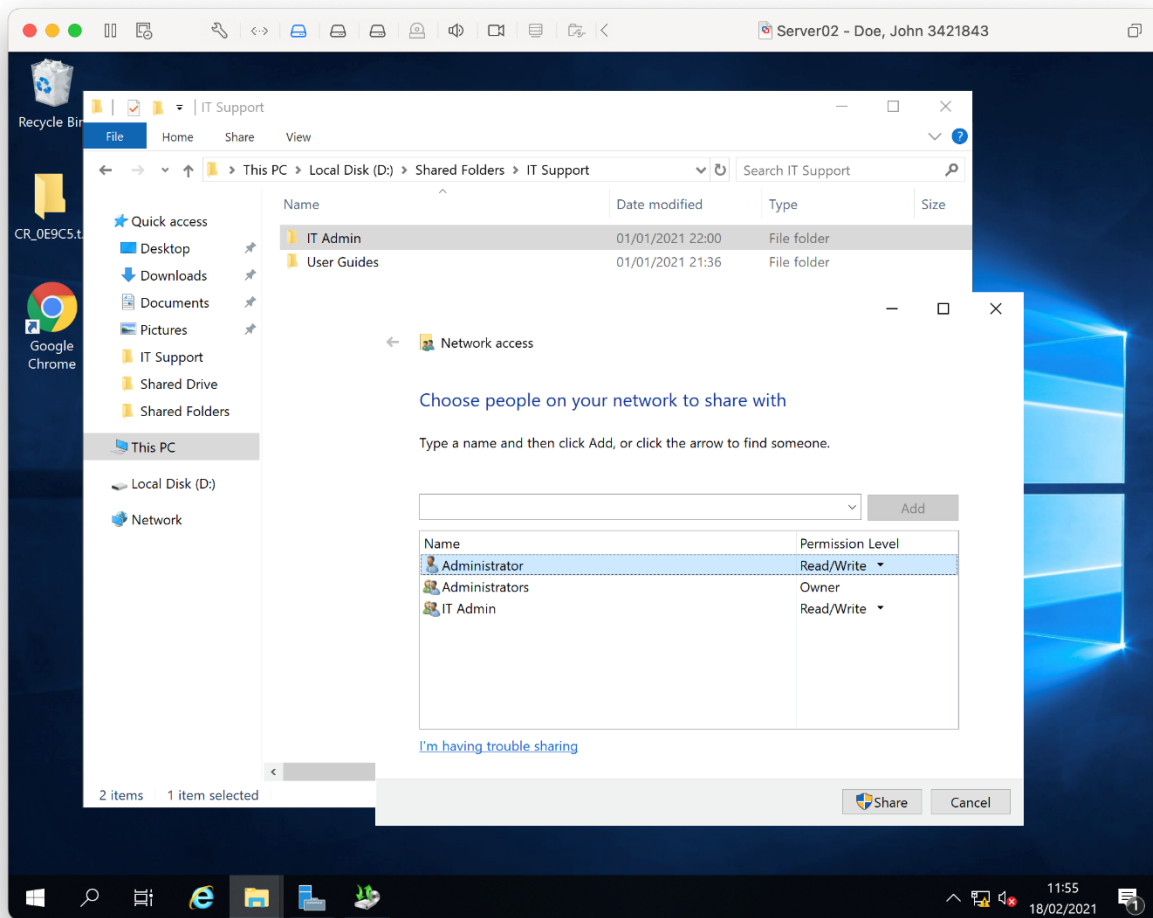 Server02 - Doe, John 3421843
Recycle Bin
CR_0E9C5.t
Google
Chrome
IT Support
File Home Share View
This PC > Local Disk (D:) > Shared Folders > IT Support
Search IT Support
Name Date modified Type Size
IT Admin 01/01/2021 22:00 File folder
User Guides 01/01/2021 21:36 File folder
Quick access
Desktop
Downloads
Documents
Pictures
IT Support
Shared Drive
Shared Folders
This PC
Local Disk (D:)
Network
2 items 1 item selected
Network access
Choose people on your network to share with
Type a name and then click Add, or click the arrow to find someone.
Add
Name Permission Level
Administrator Read/Write
Administrators Owner
IT Admin Read/Write
I'm having trouble sharing
Share Cancel
11:55
18/02/2021
1